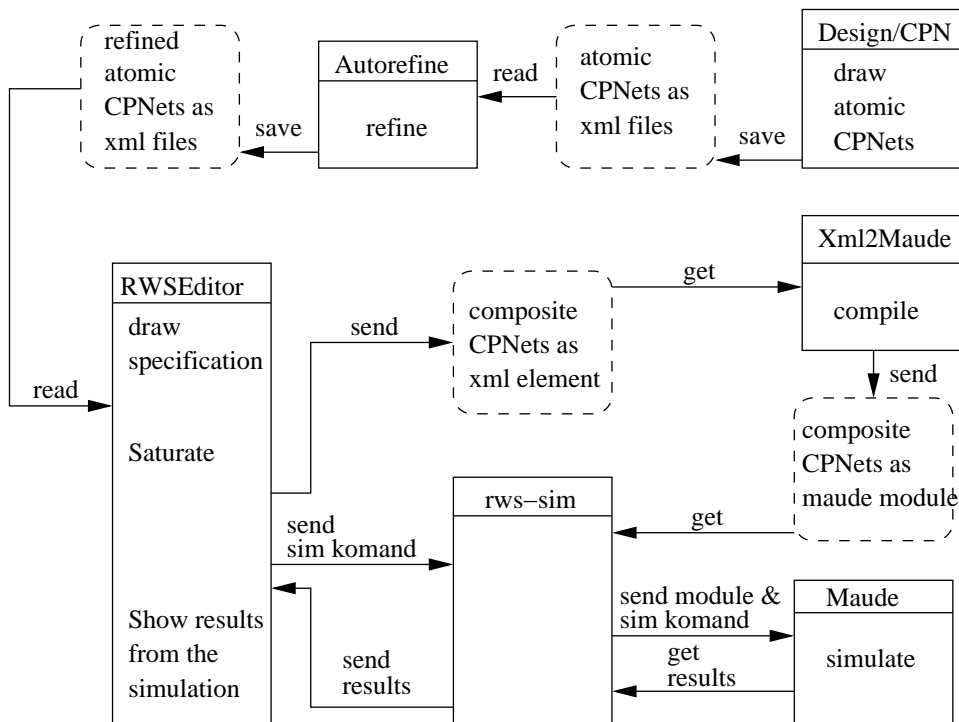 refined
atomic
CPNets as
xml files
save
Autorefine
refine
read
atomic
CPNets as
xml files
save
Design/CPN
draw
atomic
CPNets
read
RWSEditor
draw
specification
Saturate
Show results
from the
simulation
send
composite
CPNets as
xml element
get
Xml2Maude
compile
send
composite
CPNets as
maude module
get
rws−sim
send
sim komand
send
results
send module &
sim komand
get
results
Maude
simulate